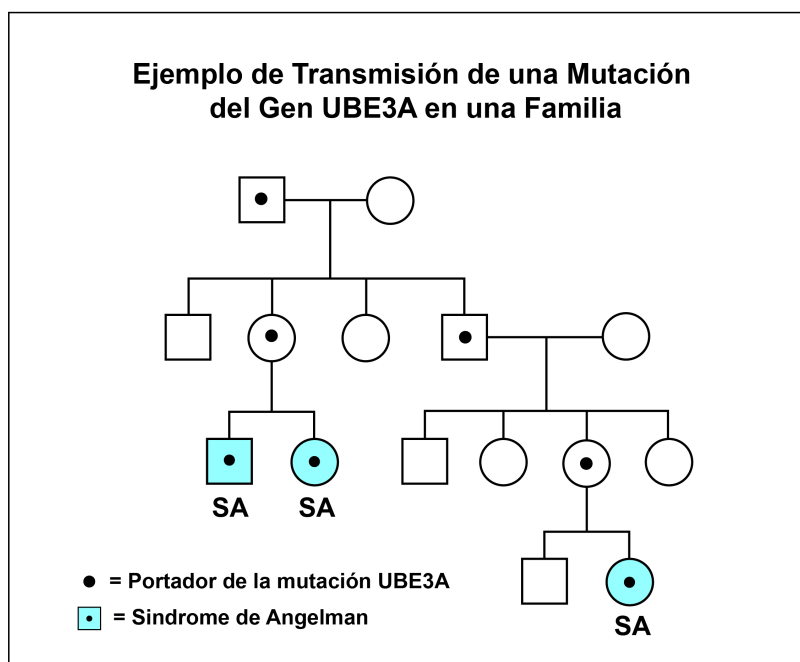 Ejemplo de Transmisión de una Mutación
del Gen UBE3A en una Familia
SA
SA
SA
= Portador de la mutación UBE3A
= Sindrome de Angelman